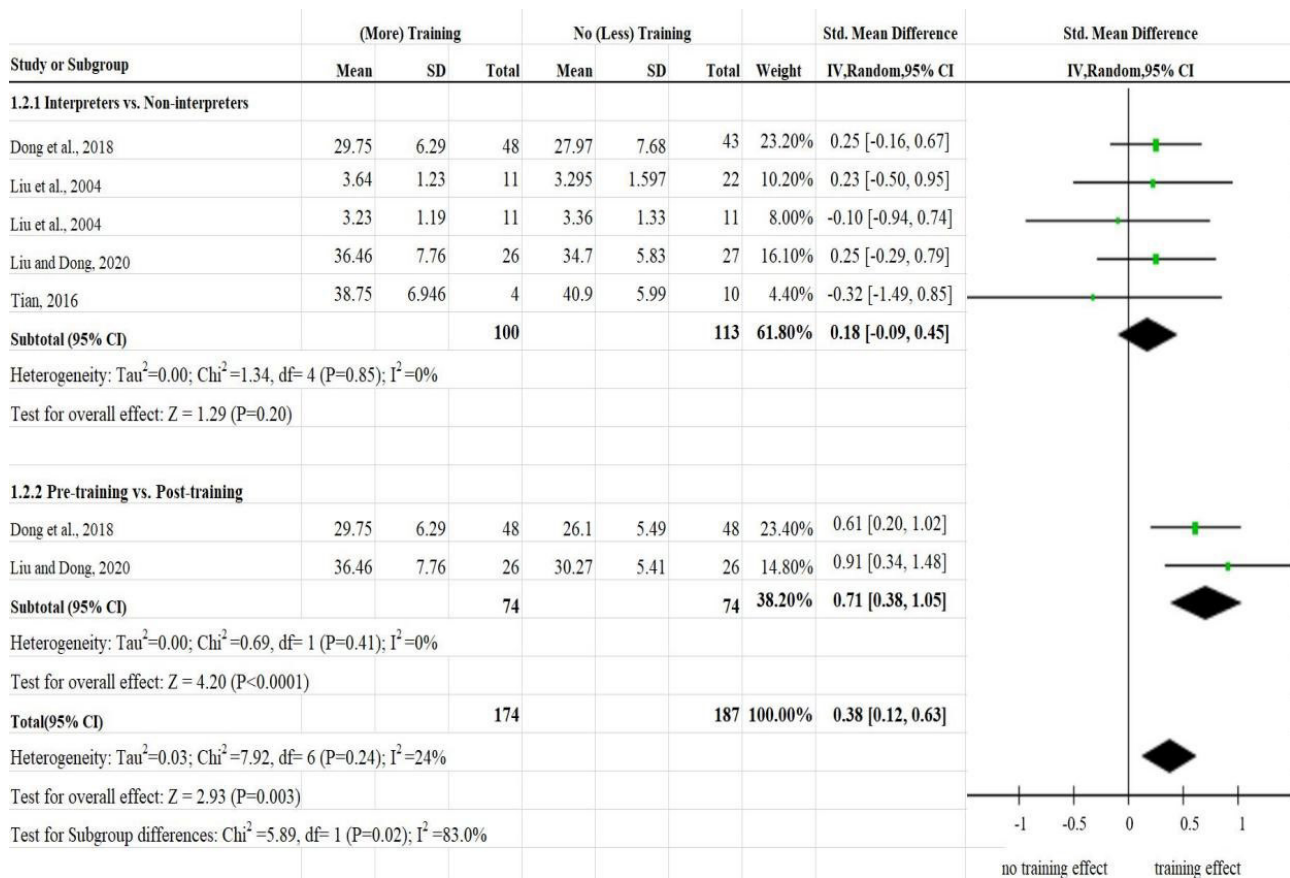 (More) Training No (Less) Training Std. Mean Difference Std. Mean Difference
Study or Subgroup Mean SD Total Mean SD Total Weight IV,Random,95% CI IV,Random,95% CI
1.2.1 Interpreters vs. Non-interpreters
Dong et al., 2018 29.75 6.29 48 27.97 7.68 43 23.20% 0.25 [-0.16, 0.67]
Liu et al., 2004 3.64 1.23 11 3.295 1.597 22 10.20% 0.23 [-0.50, 0.95]
Liu et al., 2004 3.23 1.19 11 3.36 1.33 11 8.00% -0.10 [-0.94, 0.74]
Liu and Dong, 2020 36.46 7.76 26 34.7 5.83 27 16.10% 0.25 [-0.29, 0.79]
Tian, 2016 38.75 6.946 4 40.9 5.99 10 4.40% -0.32 [-1.49, 0.85]
Subtotal (95% CI) 100 113 61.80% 0.18 [-0.09, 0.45]
Heterogeneity: Tau²=0.00; Chi²=1.34, df= 4 (P=0.85); I²=0%
Test for overall effect: Z = 1.29 (P=0.20)
1.2.2 Pre-training vs. Post-training
Dong et al., 2018 29.75 6.29 48 26.1 5.49 48 23.40% 0.61 [0.20, 1.02]
Liu and Dong, 2020 36.46 7.76 26 30.27 5.41 26 14.80% 0.91 [0.34, 1.48]
Subtotal (95% CI) 74 74 38.20% 0.71 [0.38, 1.05]
Heterogeneity: Tau²=0.00; Chi²=0.69, df= 1 (P=0.41); I²=0%
Test for overall effect: Z = 4.20 (P<0.0001)
Total(95% CI) 174 187 100.00% 0.38 [0.12, 0.63]
Heterogeneity: Tau²=0.03; Chi²=7.92, df= 6 (P=0.24); I²=24%
Test for overall effect: Z = 2.93 (P=0.003)
Test for Subgroup differences: Chi²=5.89, df= 1 (P=0.02); I²=83.0%
-1 -0.5 0 0.5 1
no training effect training effect